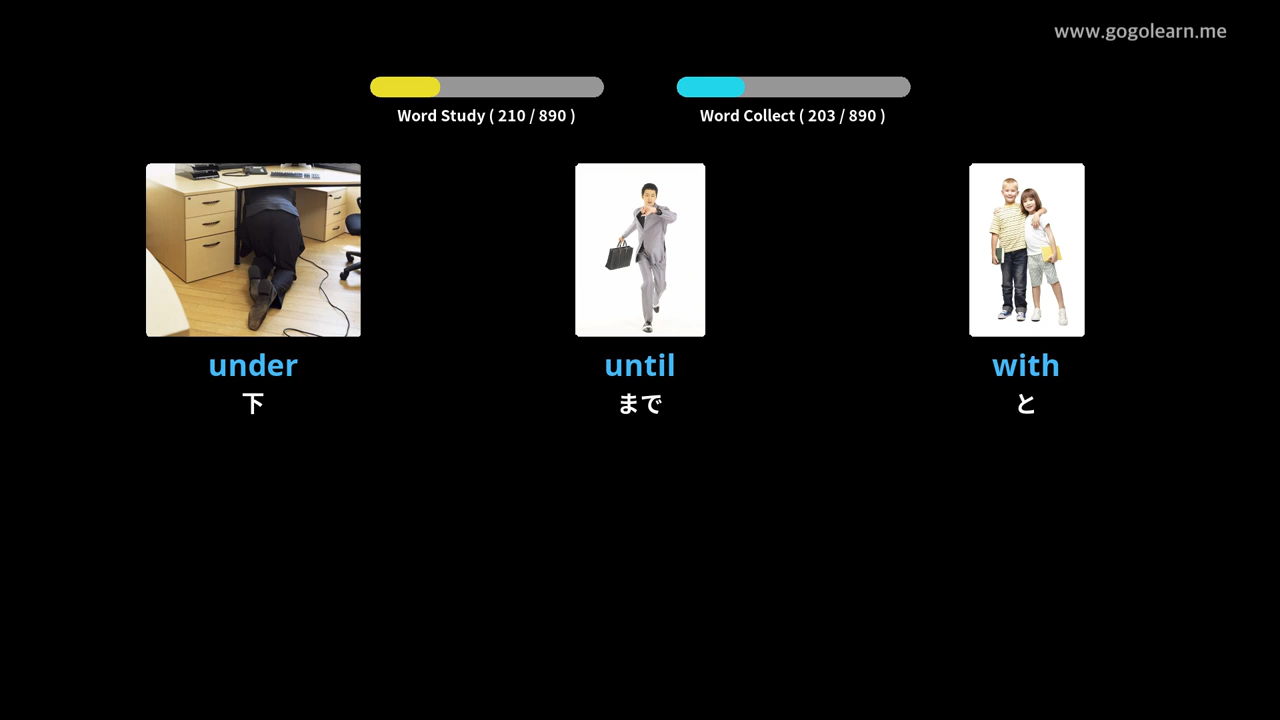 www.gogolearn.me
Word Study ( 210 / 890 )
Word Collect ( 203 / 890 )
under
下
until
まで
with
と